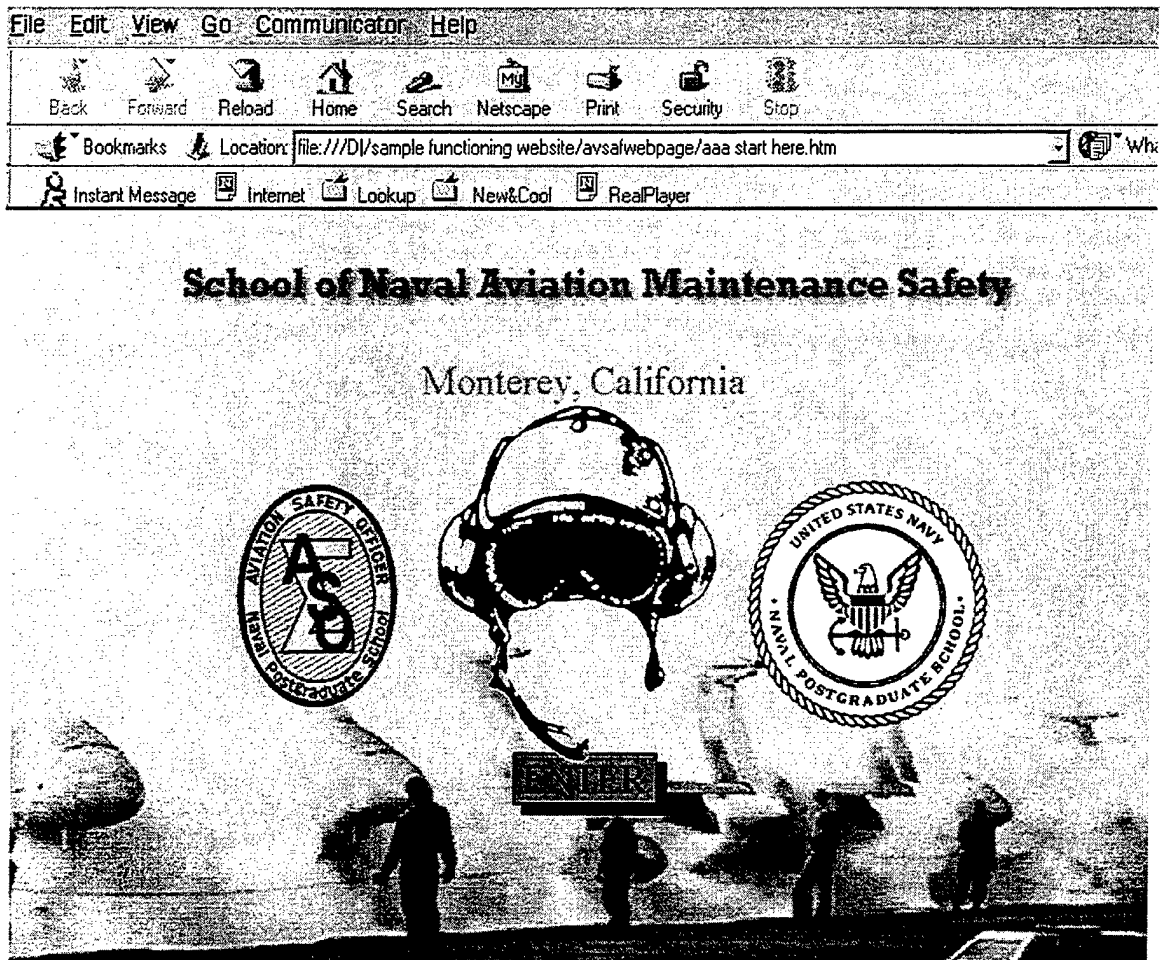 File Edit View Go Communicator Help
My
Back Forward Reload Home Search Netscape Print Security Stop
Bookmarks Location: file:///D|/sample functioning website/avsafwebpage/aaa start here.htm Wha
Instant Message Internet Lookup New&Cool RealPlayer
School of Naval Aviation Maintenance Safety
Monterey, California
AVIATION SAFETY OFFICER
ASO
Naval Postgraduate School
UNITED STATES NAVY
• NAVAL POSTGRADUATE SCHOOL •
ENTER